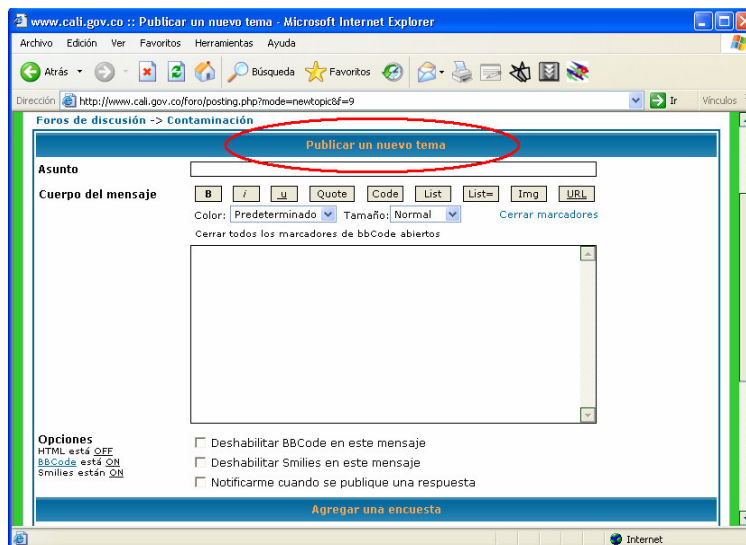 www.cali.gov.co :: Publicar un nuevo tema - Microsoft Internet Explorer
Archivo Edición Ver Favoritos Herramientas Ayuda
Atrás Búsqueda Favoritos
Dirección http://www.cali.gov.co/foro/posting.php?mode=newtopic&f=9 Ir Vínculos
Foros de discusión -> Contaminación
Publicar un nuevo tema
Asunto
Cuerpo del mensaje B i u Quote Code List List= Img URL
Color: Predeterminado Tamaño: Normal Cerrar marcadores
Cerrar todos los marcadores de bbCode abiertos
Opciones
HTML está OFF
BBCode está ON
Smilies están ON
Deshabilitar BBCode en este mensaje
Deshabilitar Smilies en este mensaje
Notificarme cuando se publique una respuesta
Agregar una encuesta
Internet